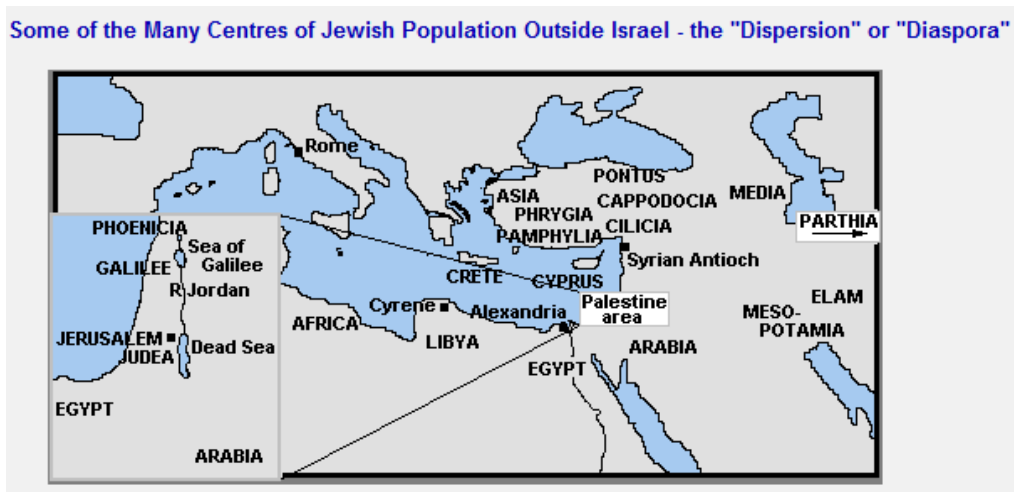 Some of the Many Centres of Jewish Population Outside Israel - the "Dispersion" or "Diaspora"
Rome
PONTUS
ASIA
CAPPODOCIA
MEDIA
PHRYGIA
PARTHIA
PAMPHYLIA
CILICIA
Syrian Antioch
CRETE
CYPRUS
Cyrene
Alexandria
Palestine
area
ELAM
MESO-
POTAMIA
AFRICA
LIBYA
ARABIA
EGYPT
PHOENICIA
Sea of
Galilee
GALILEE
R Jordan
JERUSALEM
JUDEA
Dead Sea
EGYPT
ARABIA